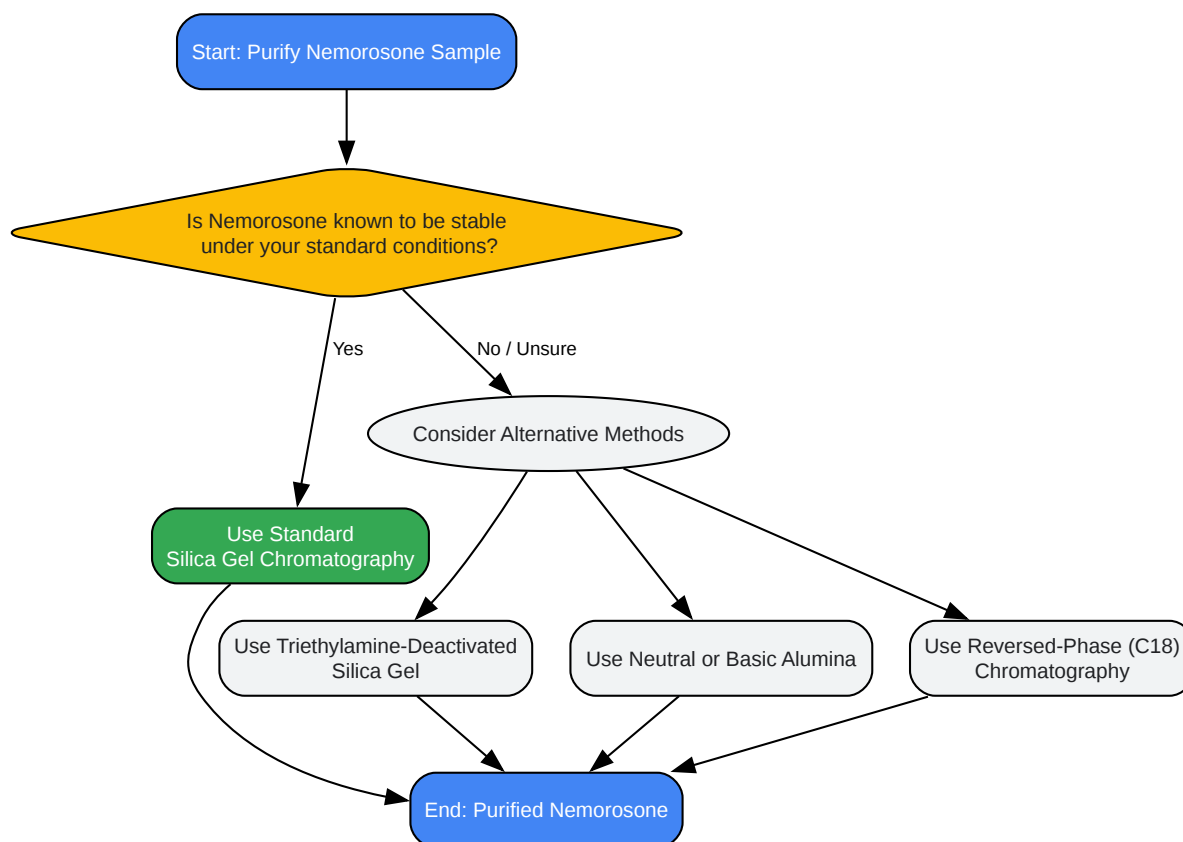 Start: Purify Nemorosone Sample
Is Nemorosone known to be stable
under your standard conditions?
Yes
No / Unsure
Consider Alternative Methods
Use Standard
Silica Gel Chromatography
Use Triethylamine-Deactivated
Silica Gel
Use Neutral or Basic Alumina
Use Reversed-Phase (C18)
Chromatography
End: Purified Nemorosone